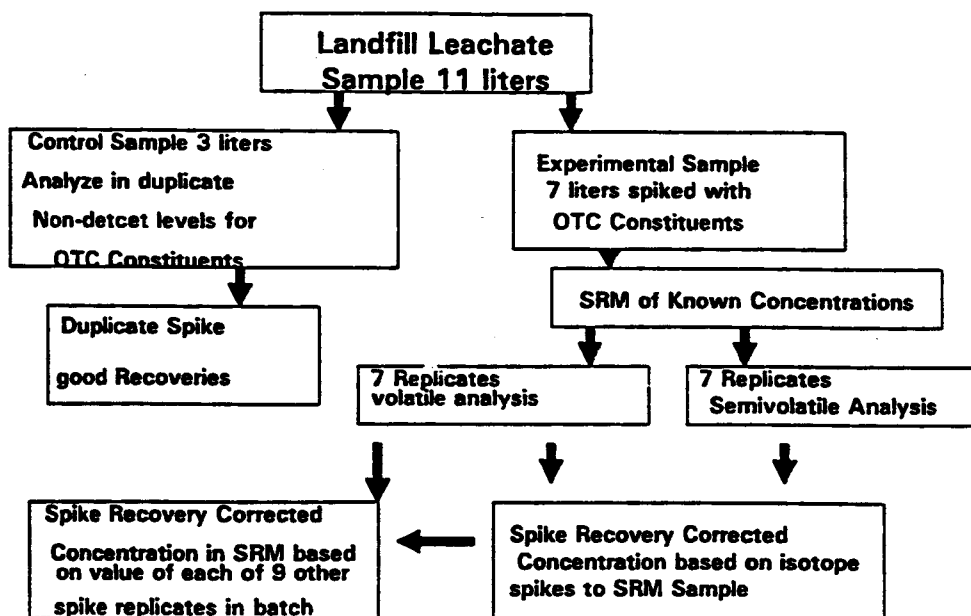 Landfill Leachate
Sample 11 liters
Control Sample 3 liters
Analyze in duplicate
Non-detcet levels for
OTC Constituents
Experimental Sample
7 liters spiked with
OTC Constituents
SRM of Known Concentrations
Duplicate Spike
good Recoveries
7 Replicates
volatile analysis
7 Replicates
Semivolatile Analysis
Spike Recovery Corrected
Concentration in SRM based
on value of each of 9 other
spike replicates in batch
Spike Recovery Corrected
Concentration based on isotope
spikes to SRM Sample